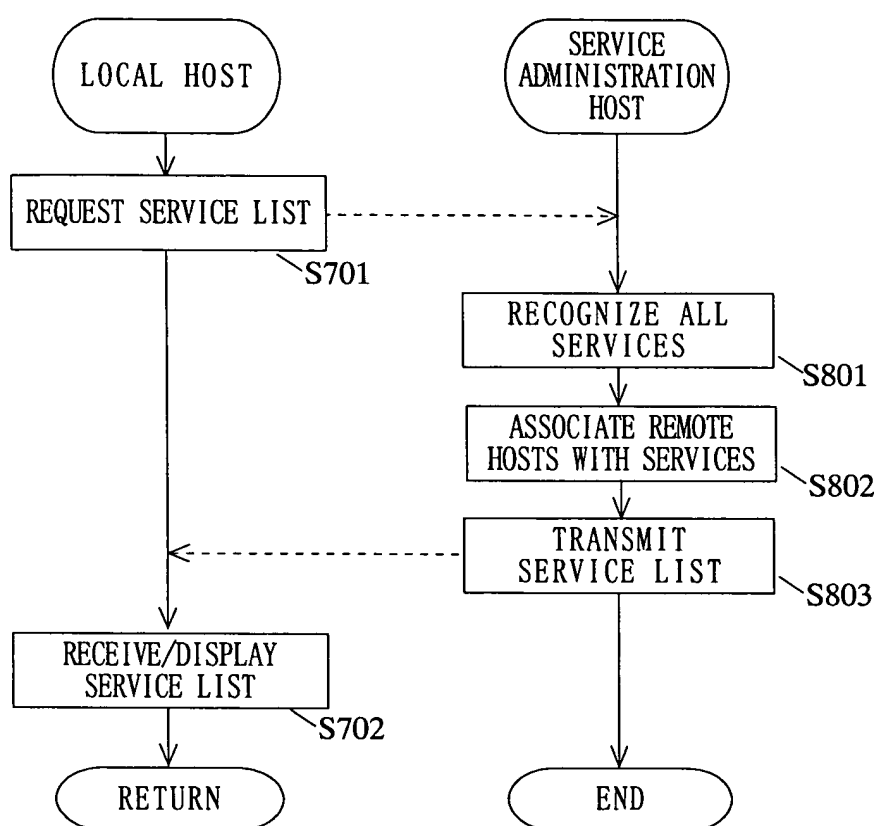 LOCAL HOST
SERVICE
ADMINISTRATION
HOST
REQUEST SERVICE LIST
S701
RECOGNIZE ALL
SERVICES
S801
ASSOCIATE REMOTE
HOSTS WITH SERVICES
S802
TRANSMIT
SERVICE LIST
S803
RECEIVE/DISPLAY
SERVICE LIST
S702
RETURN
END